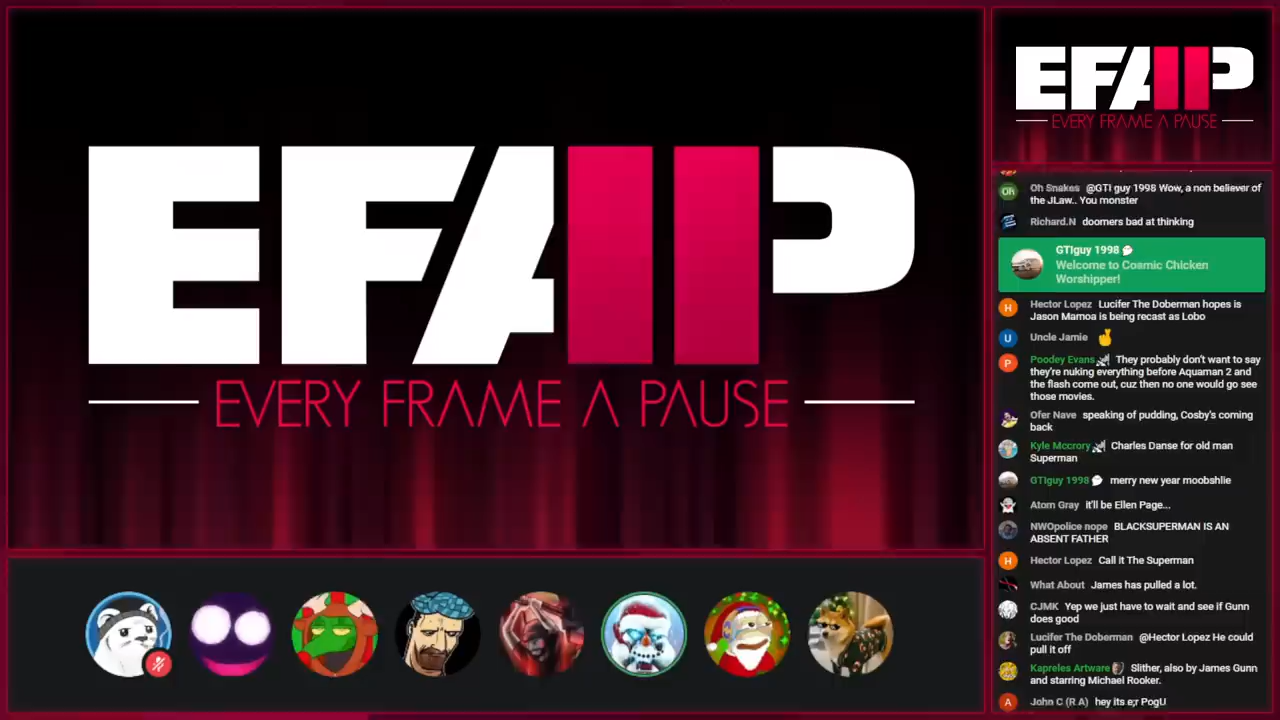 EFAP
EVERY FRAME A PAUSE
EFAP
EVERY FRAME A PAUSE
Oh Snakes @GTI guy 1998 Wow, a non believer of
the JLaw.. You monster
Richard.N doomers bad at thinking
GTIguy 1998
Welcome to Cosmic Chicken
Worshipper!
Hector Lopez Lucifer The Doberman hopes is
Jason Mamoa is being recast as Lobo
Uncle Jamie
Poodey Evans They probably don't want to say
they're nuking everything before Aquaman 2 and
the flash come out, cuz then no one would go see
those movies.
Ofer Nave speaking of pudding, Cosby's coming
back
Kyle Mccrory Charles Danse for old man
Superman
GTIguy 1998 merry new year moobshlie
Atom Gray it'll be Ellen Page...
NWOpolice nope BLACKSUPERMAN IS AN
ABSENT FATHER
Hector Lopez Call it The Superman
What About James has pulled a lot.
CJMK Yep we just have to wait and see if Gunn
does good
Lucifer The Doberman @Hector Lopez He could
pull it off
Kapreles Artware Slither, also by James Gunn
and starring Michael Rooker.
John C (R A) hey its e;r PogU